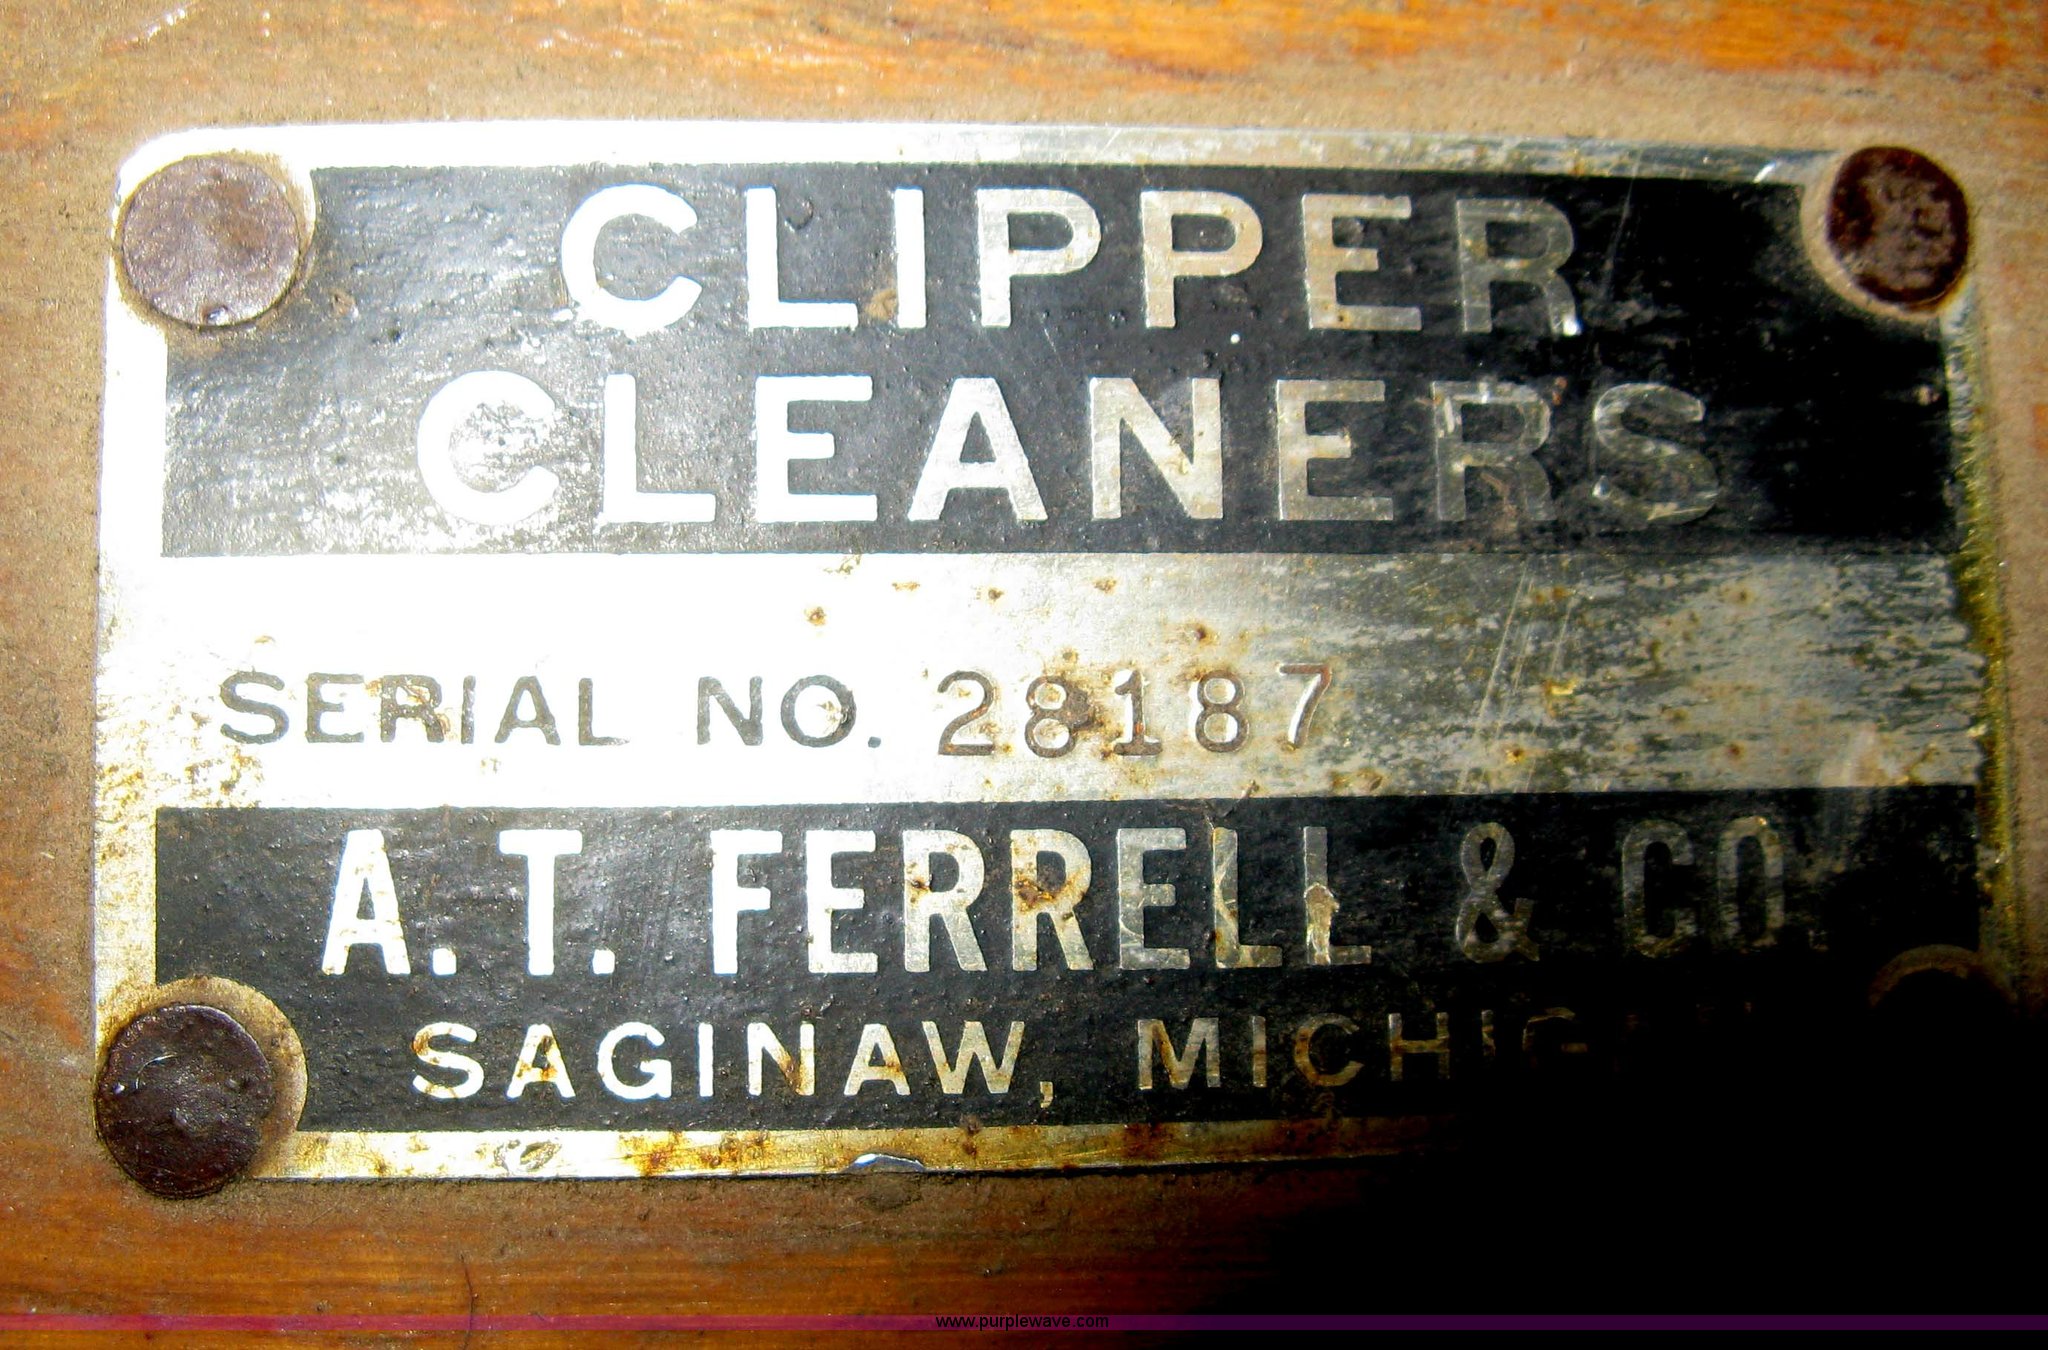 CLIPPER
CLEANERS
SERIAL NO. 28187
A. T. FERRELL & CO.
SAGINAW,
www.purplewave.com